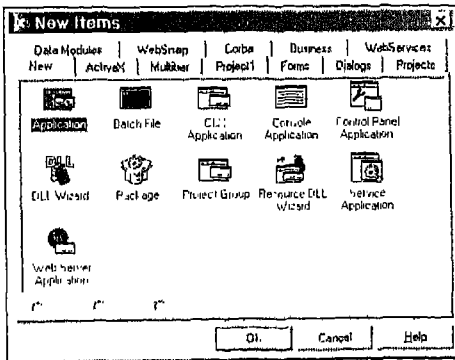 New Items
Data Modules WebSnap Corba Business WebServices
New ActiveX Multitier Project1 Forms Dialogs Projects
Application Batch File CLX Application Console Application Control Panel Application
DLL Wizard Package Project Group Resource DLL Wizard Service Application
Web Server Application
OK Cancel Help